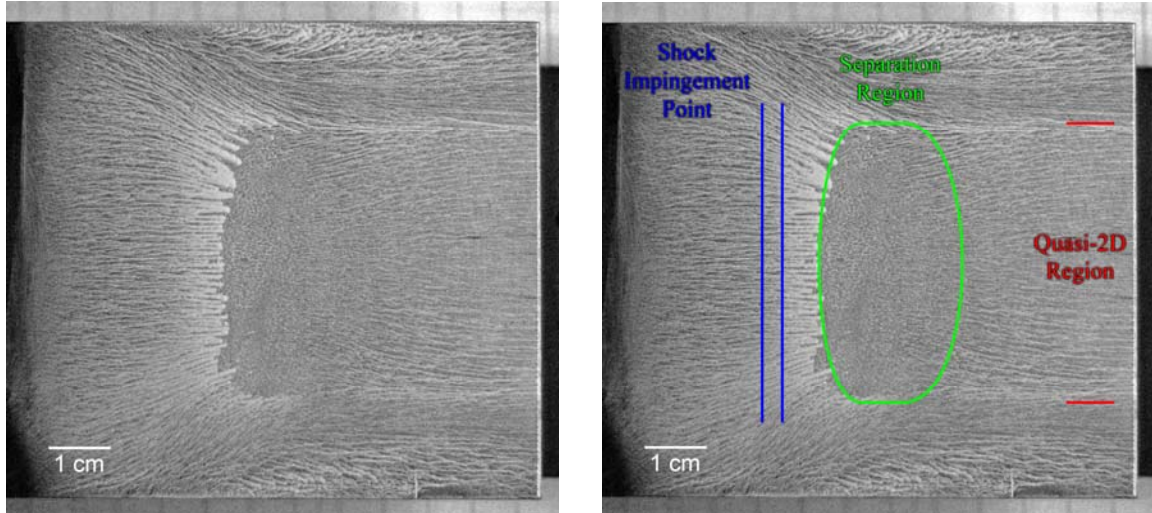 1 cm
Shock
Impingement
Point
Separation
Region
Quasi-2D
Region
1 cm